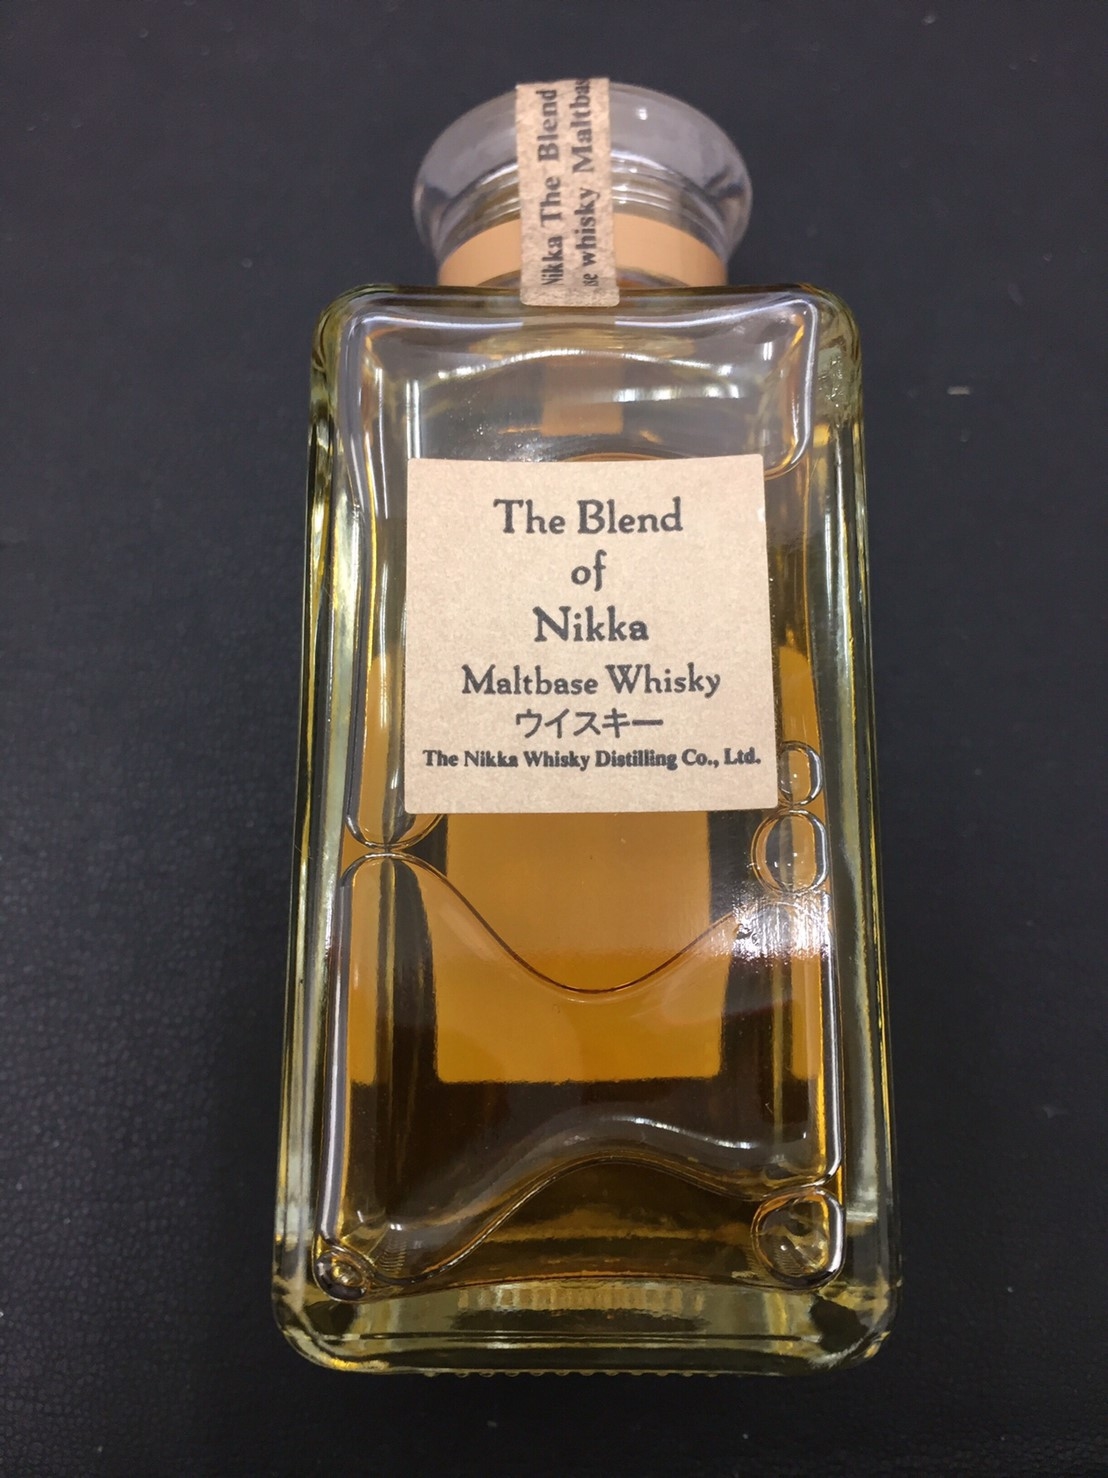 Nikka The Blend
whisky Maltbas
The Blend
of
Nikka
Maltbase Whisky
ウイスキー
The Nikka Whisky Distilling Co., Ltd.